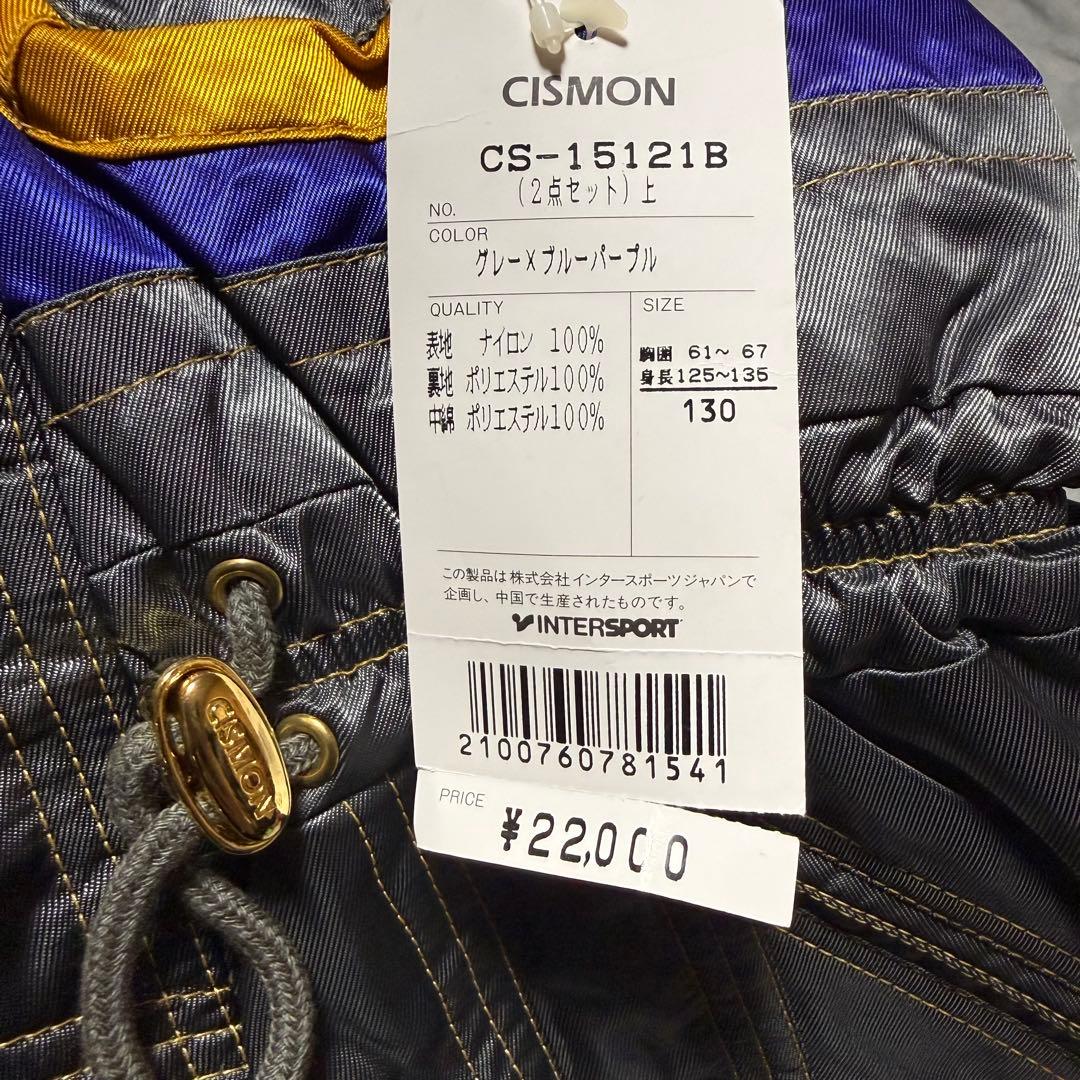 CISMON
CS-15121B
(2点セット)上
NO.
COLOR
グレー×ブルーパープル
QUALITY
表地 ナイロン 100%
裏地 ポリエステル100%
中綿 ポリエステル100%
SIZE
胸囲 61~ 67
身長125~135
130
この製品は株式会社インタースポーツジャパンで
企画し、中国で生産されたものです。
INTERSPORT
2100760781541
PRICE
¥22,000
CISMON